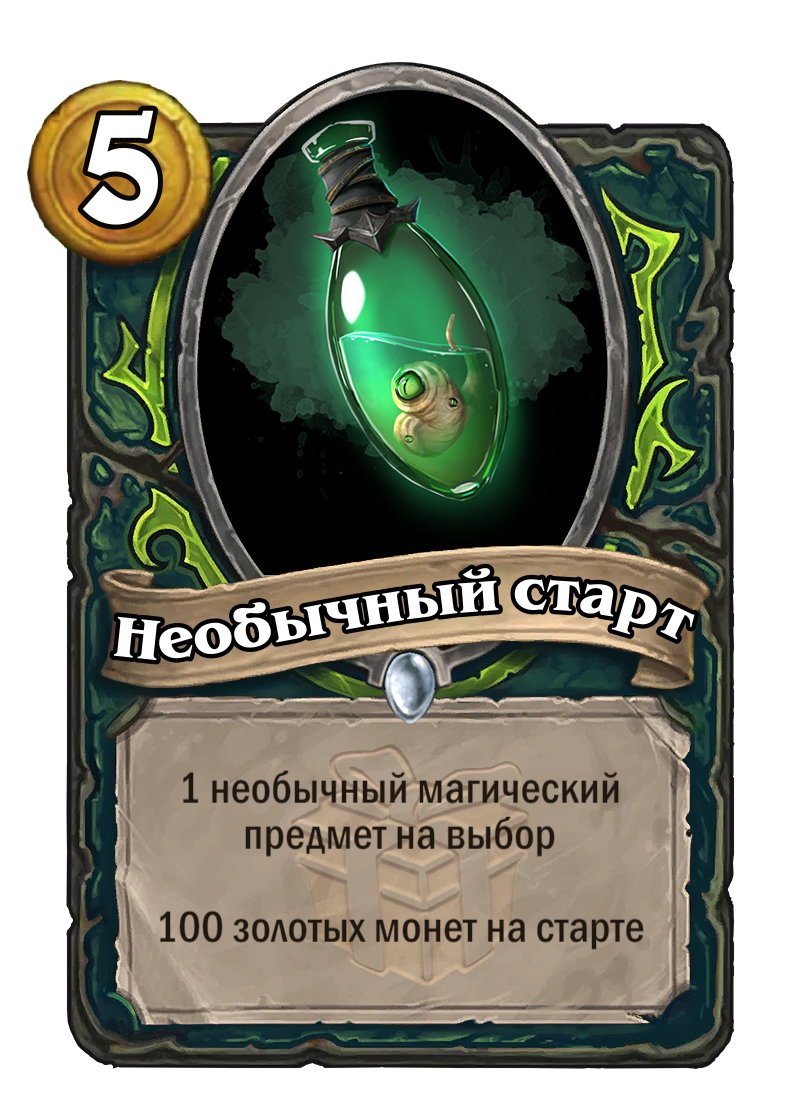 5
Необычный старт
1 необычный магический
предмет на выбор
100 золотых монет на старте